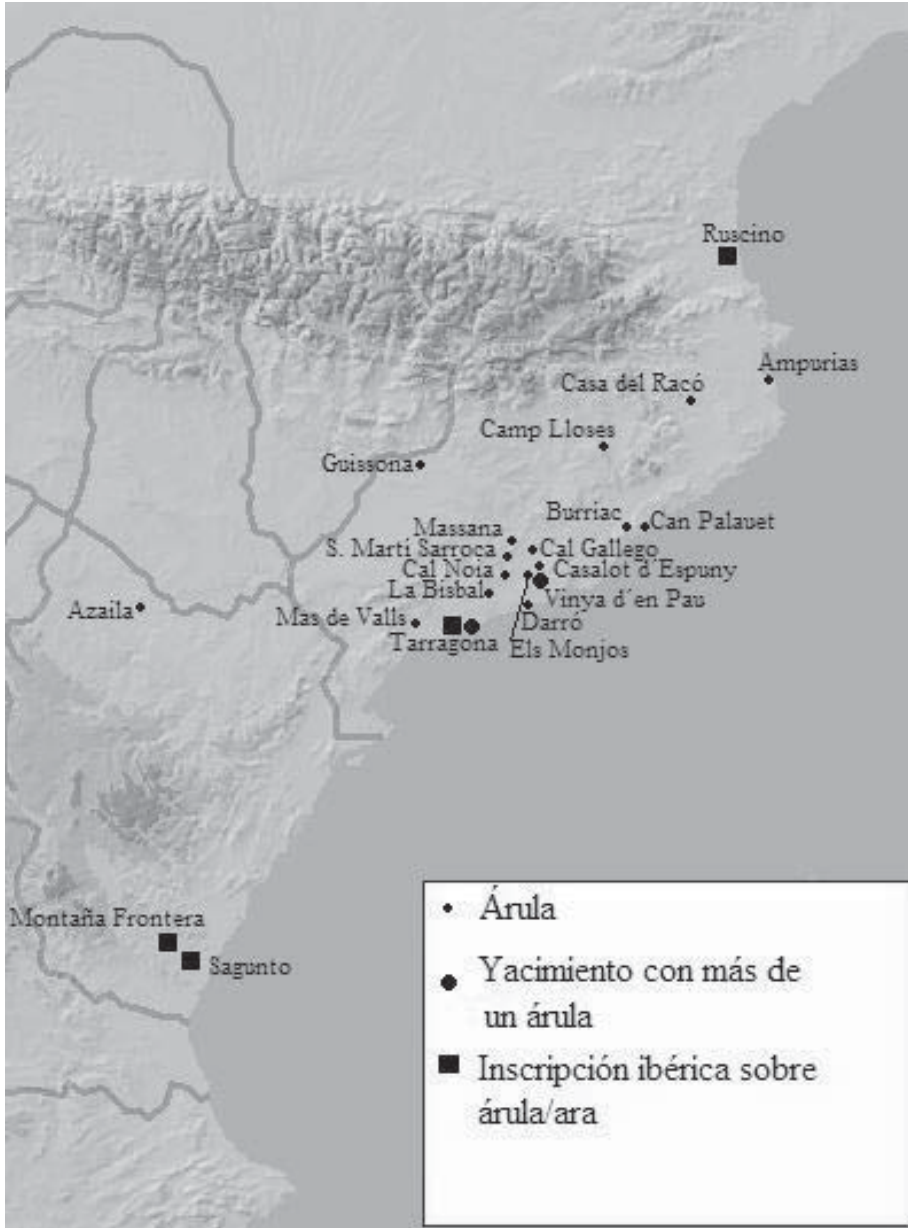 Ruscino
Ampurias
Casa del Racó
Camp Lloses
Guissona
Burriac
Can Palauet
Massana
S. Martí Sarroca
Cal Gallego
Cal Noia
Casalot d´Espuny
La Bisbal
Vinya d´en Pau
Azaila
Mas de Valls
Darró
Tarragona
Els Monjos
Montaña Frontera
Sagunto
Árula
Yacimiento con más de
un árula
Inscripción ibérica sobre
árula/ara